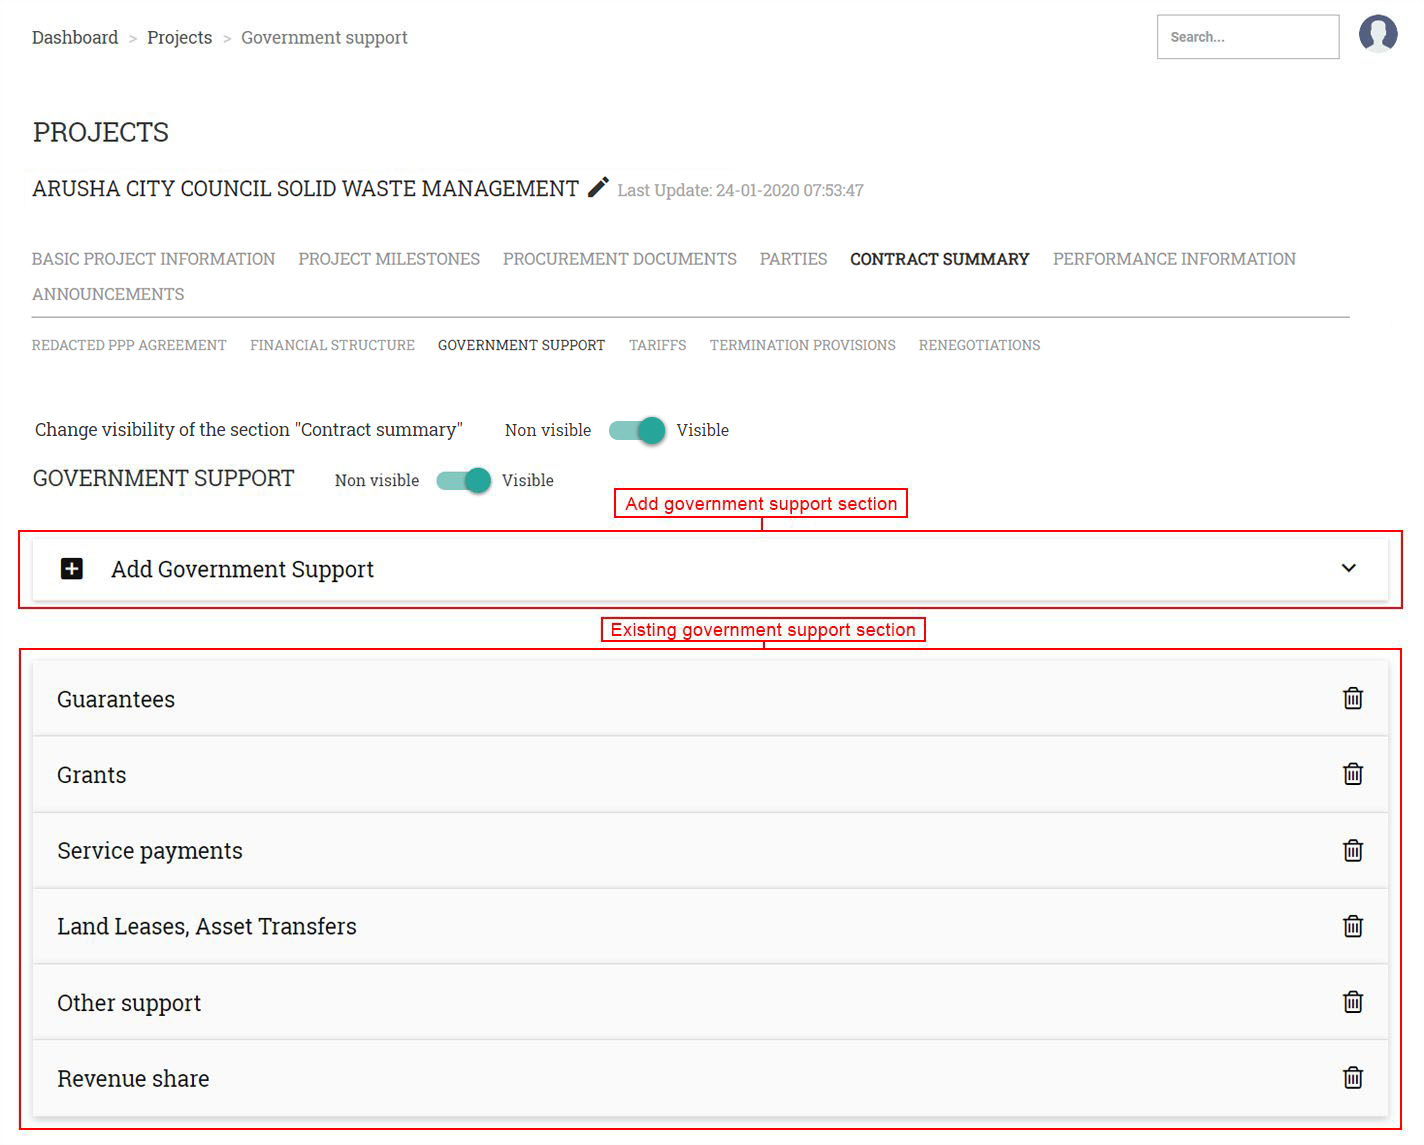 Dashboard > Projects > Government support
Search...
PROJECTS
ARUSHA CITY COUNCIL SOLID WASTE MANAGEMENT Last Update: 24-01-2020 07:53:47
BASIC PROJECT INFORMATION PROJECT MILESTONES PROCUREMENT DOCUMENTS PARTIES CONTRACT SUMMARY PERFORMANCE INFORMATION
ANNOUNCEMENTS
REDACTED PPP AGREEMENT FINANCIAL STRUCTURE GOVERNMENT SUPPORT TARIFFS TERMINATION PROVISIONS RENEGOTIATIONS
Change visibility of the section "Contract summary" Non visible Visible
GOVERNMENT SUPPORT Non visible Visible
Add government support section
Add Government Support
Existing government support section
Guarantees
Grants
Service payments
Land Leases, Asset Transfers
Other support
Revenue share